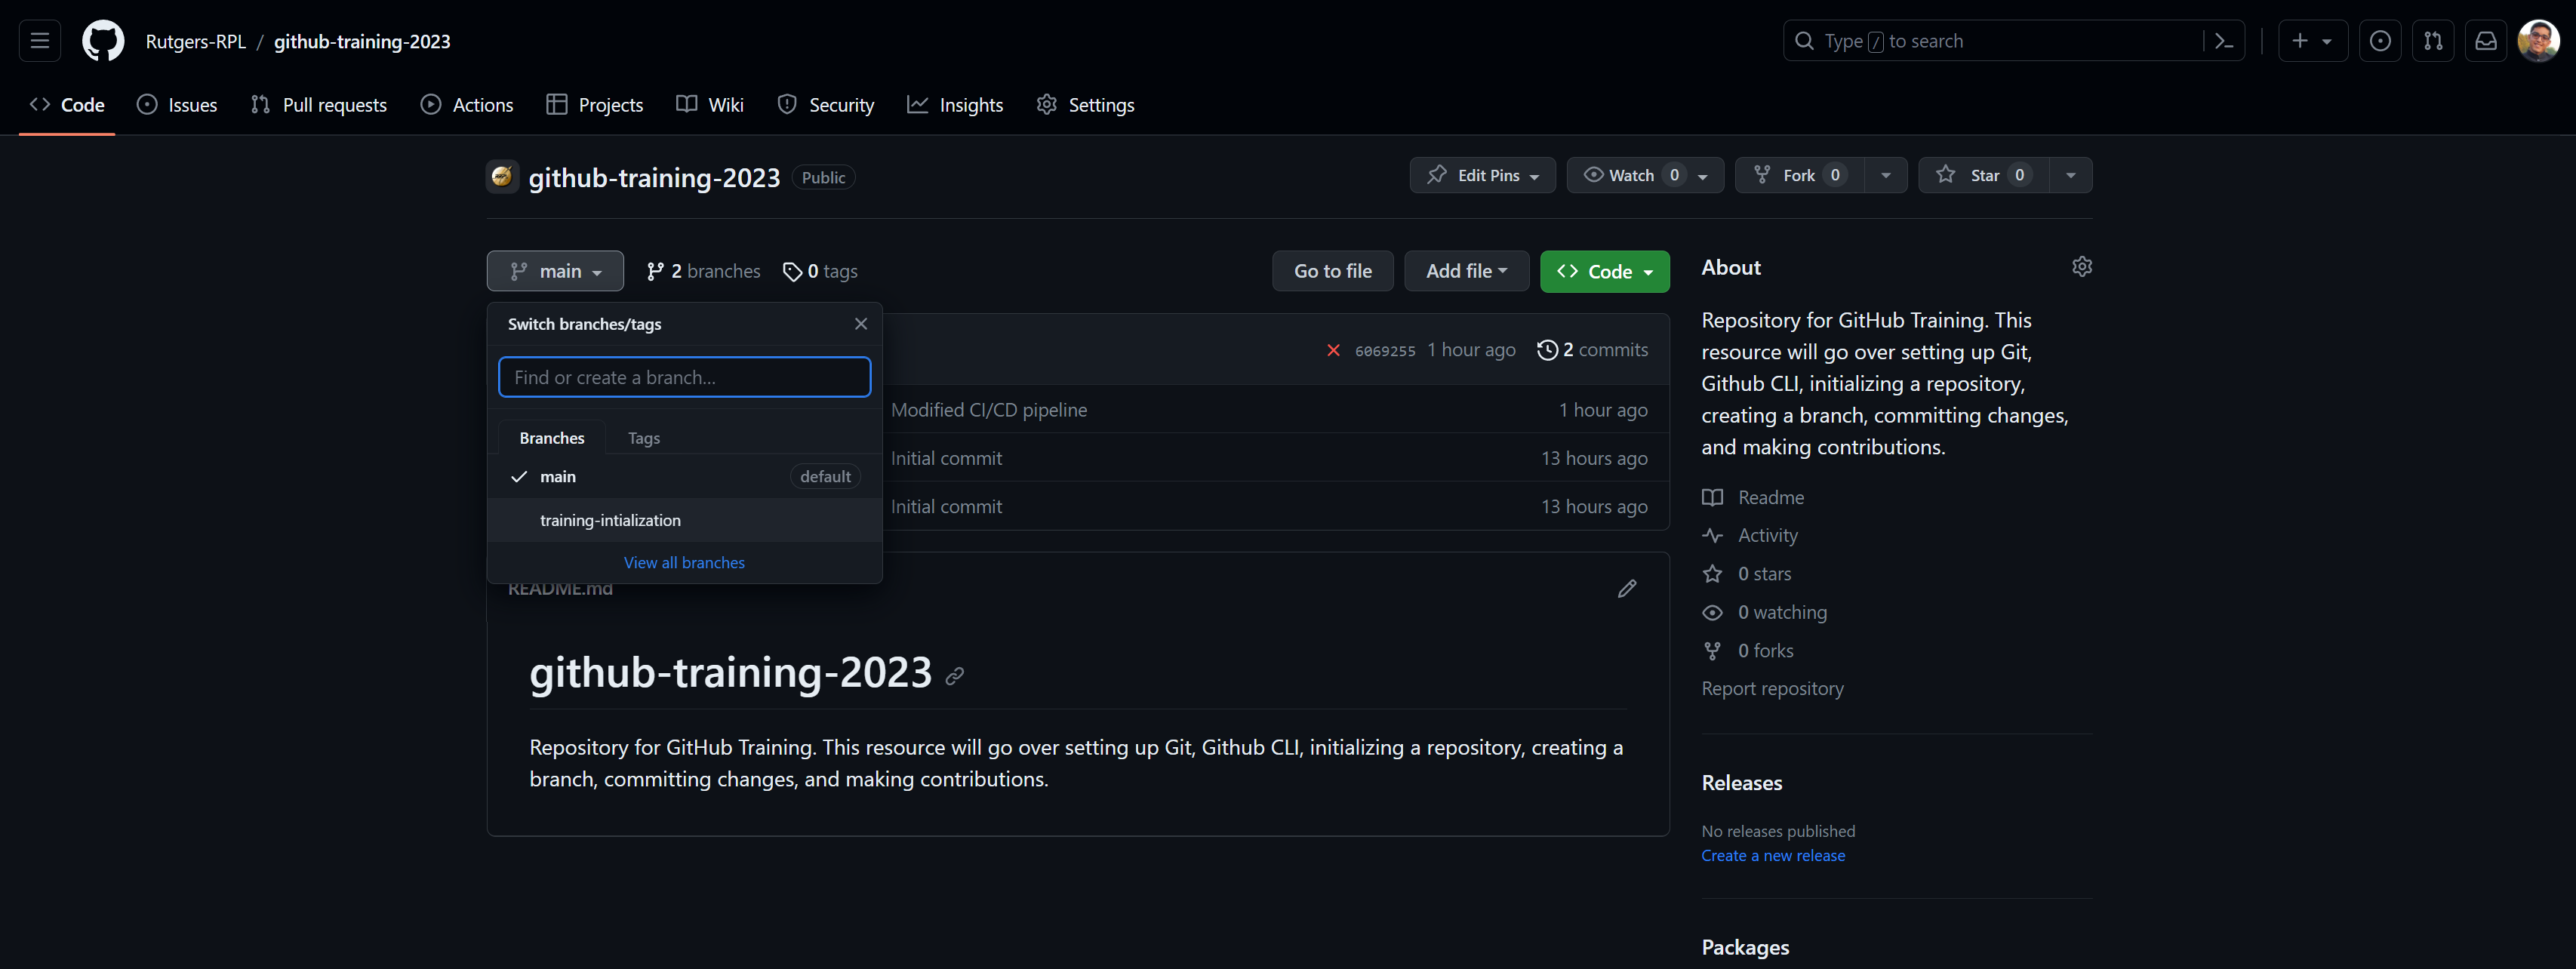 Rutgers-RPL / github-training-2023
Type / to search
Code
Issues
Pull requests
Actions
Projects
Wiki
Security
Insights
Settings
github-training-2023 Public
Edit Pins
Watch 0
Fork 0
Star 0
main
2 branches
0 tags
Go to file
Add file
Code
Switch branches/tags
Find or create a branch...
Branches
Tags
main default
training-intialization
View all branches
6069255 1 hour ago 2 commits
Modified CI/CD pipeline 1 hour ago
Initial commit 13 hours ago
Initial commit 13 hours ago
README.md
github-training-2023
Repository for GitHub Training. This resource will go over setting up Git, Github CLI, initializing a repository, creating a
branch, committing changes, and making contributions.
About
Repository for GitHub Training. This
resource will go over setting up Git,
Github CLI, initializing a repository,
creating a branch, committing changes,
and making contributions.
Readme
Activity
0 stars
0 watching
0 forks
Report repository
Releases
No releases published
Create a new release
Packages